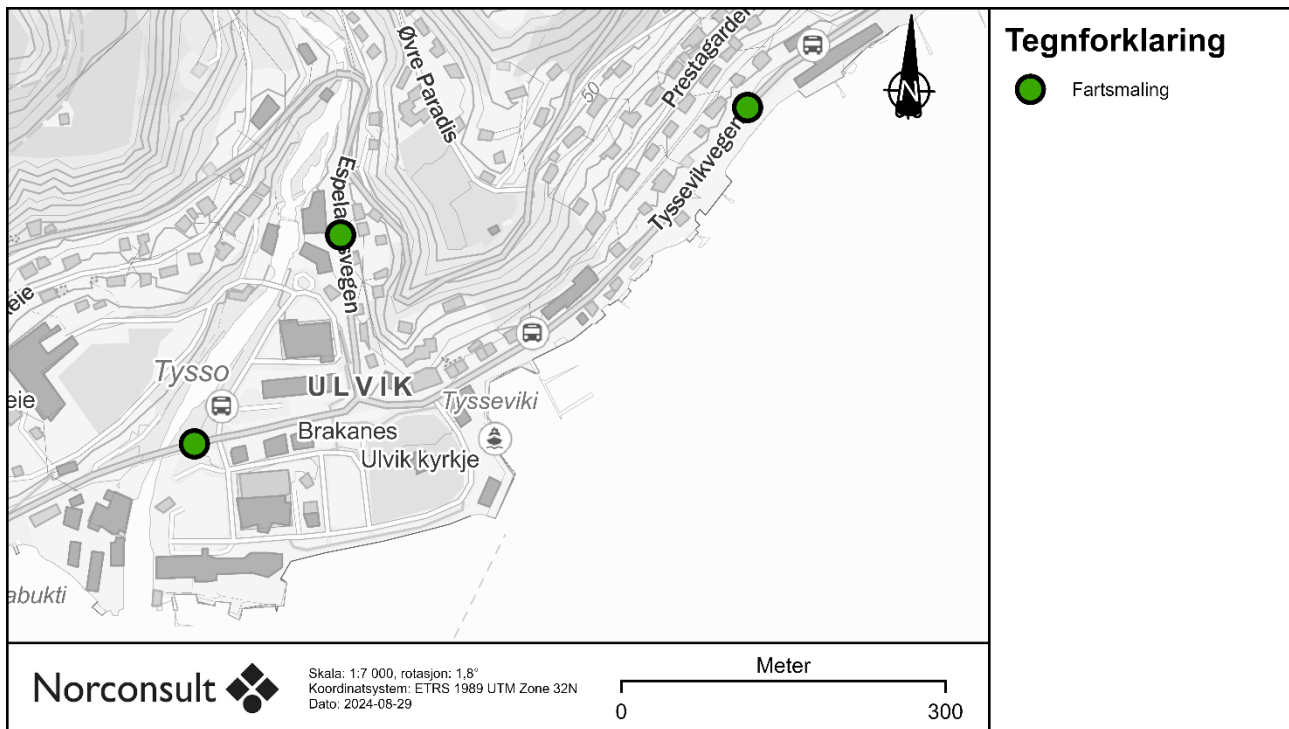 Tegnforklaring
Fartsmaling
Øvre Paradis
Prestagarden
50
N
Tyssevikvegen
eie
Tysso
ULVIK
Tysseviki
eie
Brakanes
Ulvik kyrkje
abukti
Norconsult
Skala: 1:7 000, rotasjon: 1,8°
Koordinatsystem: ETRS 1989 UTM Zone 32N
Dato: 2024-08-29
Meter
0
300